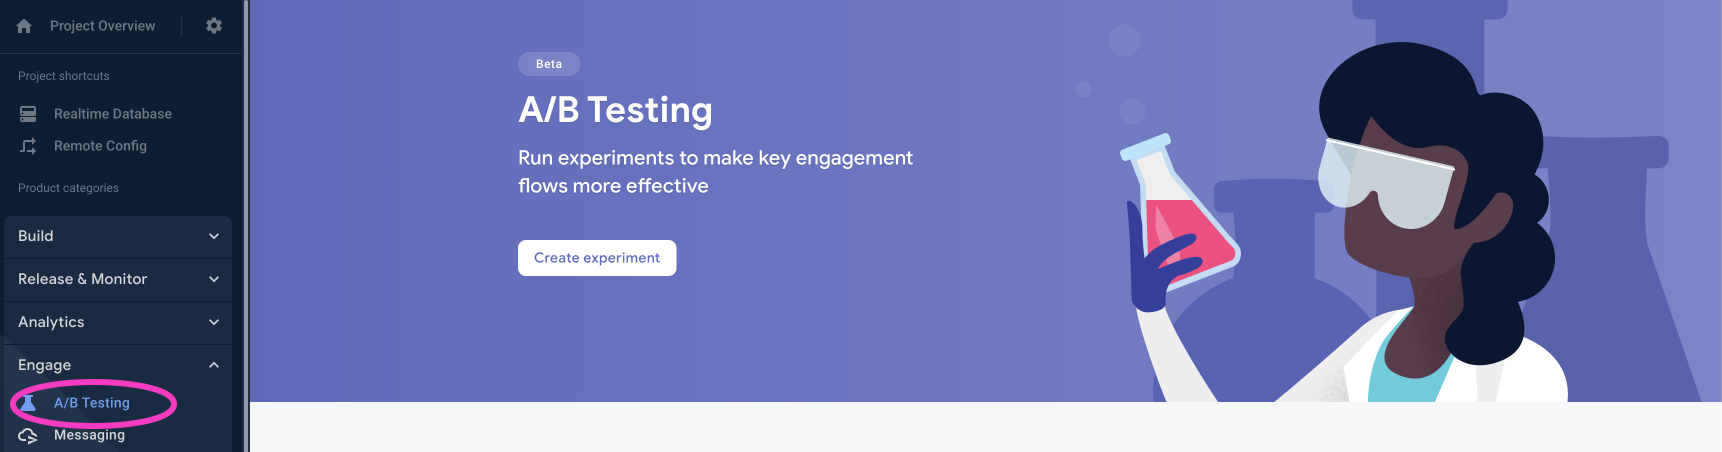 Project Overview
Project shortcuts
Realtime Database
Remote Config
Product categories
Build
Release & Monitor
Analytics
Engage
A/B Testing
Messaging
Beta
A/B Testing
Run experiments to make key engagement
flows more effective
Create experiment